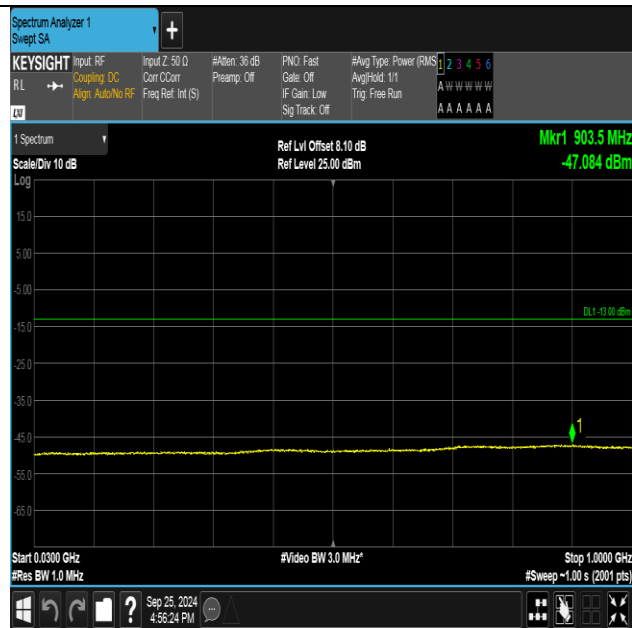 Spectrum Analyzer 1
Swept SA
+
KEYSIGHT
RL
LXI
Input: RF
Coupling: DC
Align: Auto/No RF
Input Z: 50 Ω
Corr CCorr
Freq Ref: Int (S)
#Atten: 36 dB
Preamp: Off
PNO: Fast
Gate: Off
IF Gain: Low
Sig Track: Off
#Avg Type: Power (RMS
Avg|Hold: 1/1
Trig: Free Run
1 2 3 4 5 6
A W W W W W
A A A A A A
1 Spectrum
Scale/Div 10 dB
Log
Ref Lvl Offset 8.10 dB
Ref Level 25.00 dBm
Mkr1 903.5 MHz
-47.084 dBm
15.0
5.00
-5.00
DL1 -13.00 dBm
-15.0
-25.0
-35.0
1
-45.0
-55.0
-65.0
Start 0.0300 GHz
#Video BW 3.0 MHz*
Stop 1.0000 GHz
#Res BW 1.0 MHz
#Sweep ~1.00 s (2001 pts)
?
Sep 25, 2024
4:56:24 PM